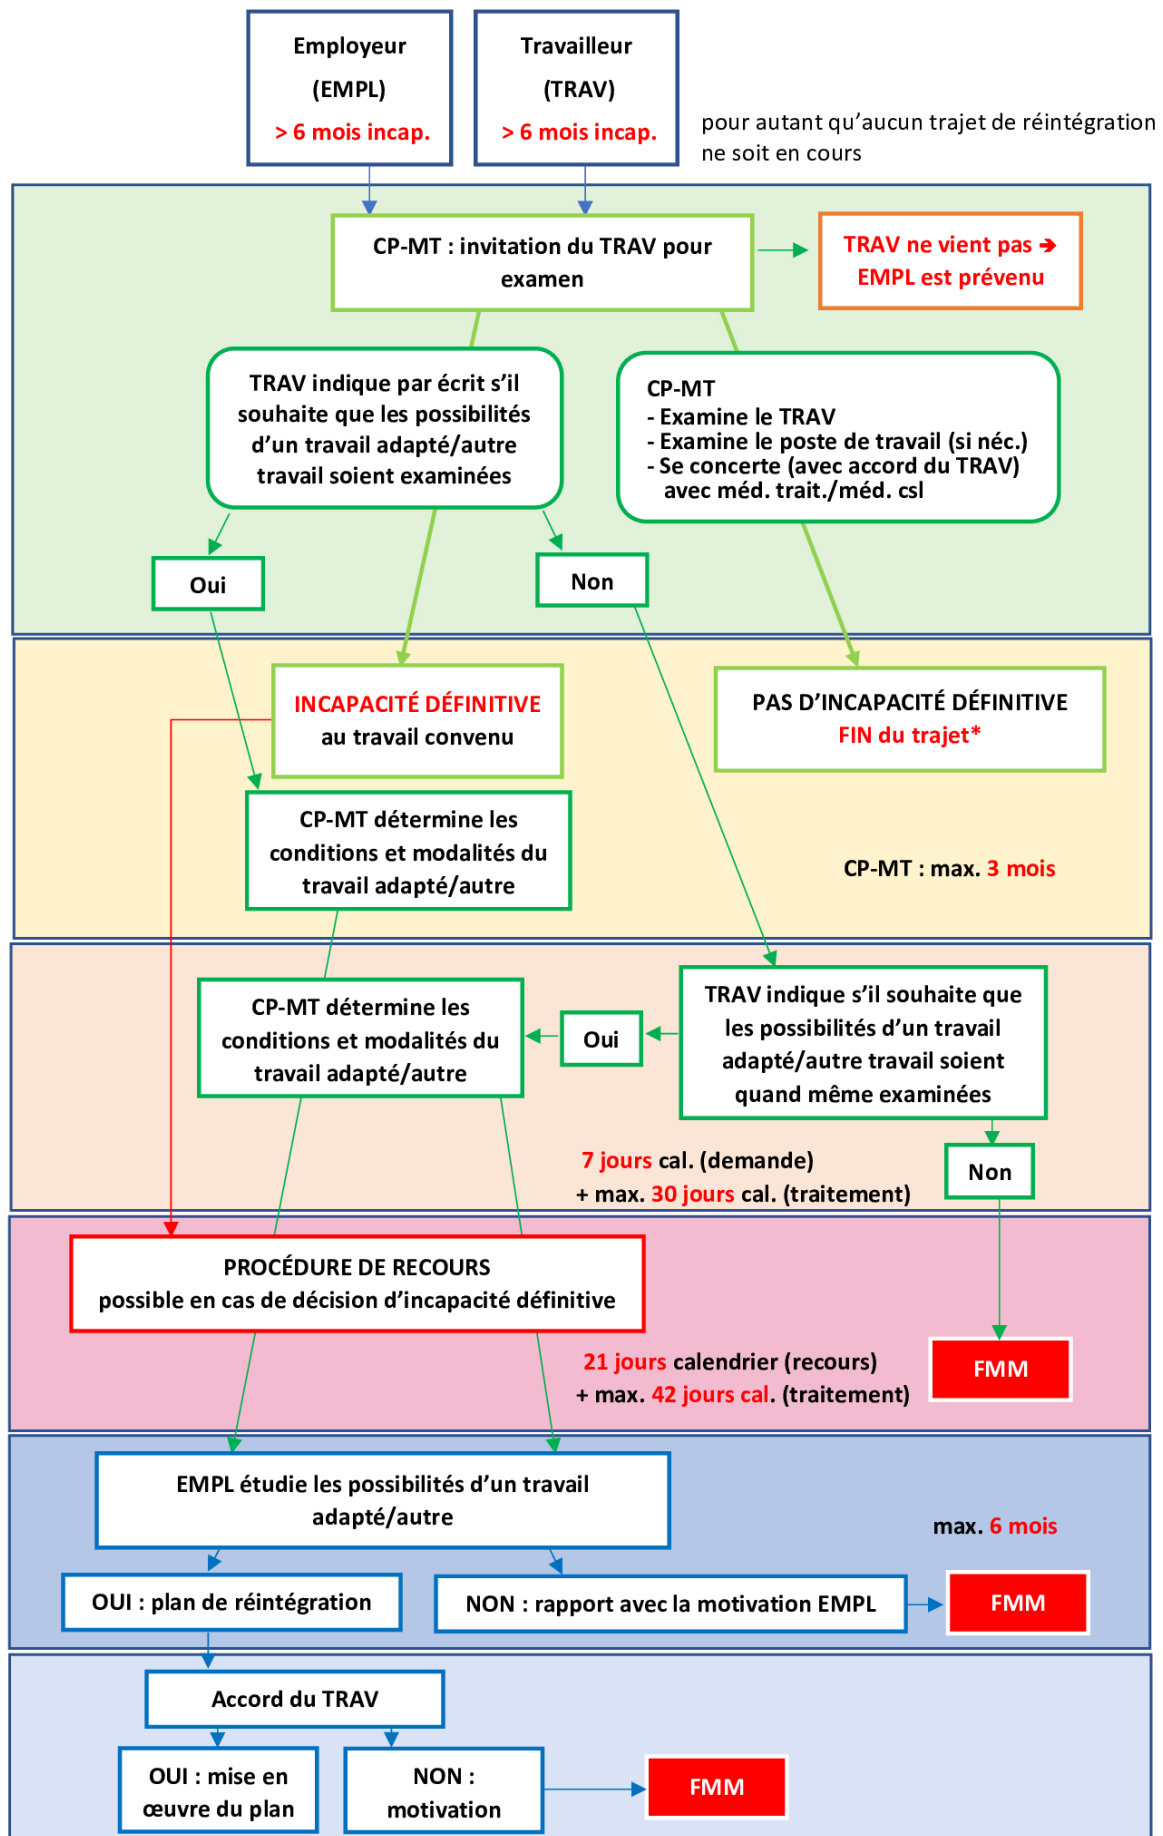 Employeur
(EMPL)
> 6 mois incap.
Travailleur
(TRAV)
> 6 mois incap.
pour autant qu’aucun trajet de réintégration
ne soit en cours
CP-MT : invitation du TRAV pour
examen
TRAV ne vient pas ➔
EMPL est prévenu
TRAV indique par écrit s’il
souhaite que les possibilités
d’un travail adapté/autre
travail soient examinées
CP-MT
- Examine le TRAV
- Examine le poste de travail (si néc.)
- Se concerte (avec accord du TRAV)
avec méd. trait./méd. csl
Oui
Non
INCAPACITÉ DÉFINITIVE
au travail convenu
PAS D’INCAPACITÉ DÉFINITIVE
FIN du trajet*
CP-MT détermine les
conditions et modalités du
travail adapté/autre
CP-MT : max. 3 mois
CP-MT détermine les
conditions et modalités du
travail adapté/autre
Oui
TRAV indique s’il souhaite que
les possibilités d’un travail
adapté/autre travail soient
quand même examinées
7 jours cal. (demande)
+ max. 30 jours cal. (traitement)
Non
PROCÉDURE DE RECOURS
possible en cas de décision d’incapacité définitive
21 jours calendrier (recours)
+ max. 42 jours cal. (traitement)
FMM
EMPL étudie les possibilités d’un travail
adapté/autre
max. 6 mois
OUI : plan de réintégration
NON : rapport avec la motivation EMPL
FMM
Accord du TRAV
OUI : mise en
œuvre du plan
NON :
motivation
FMM